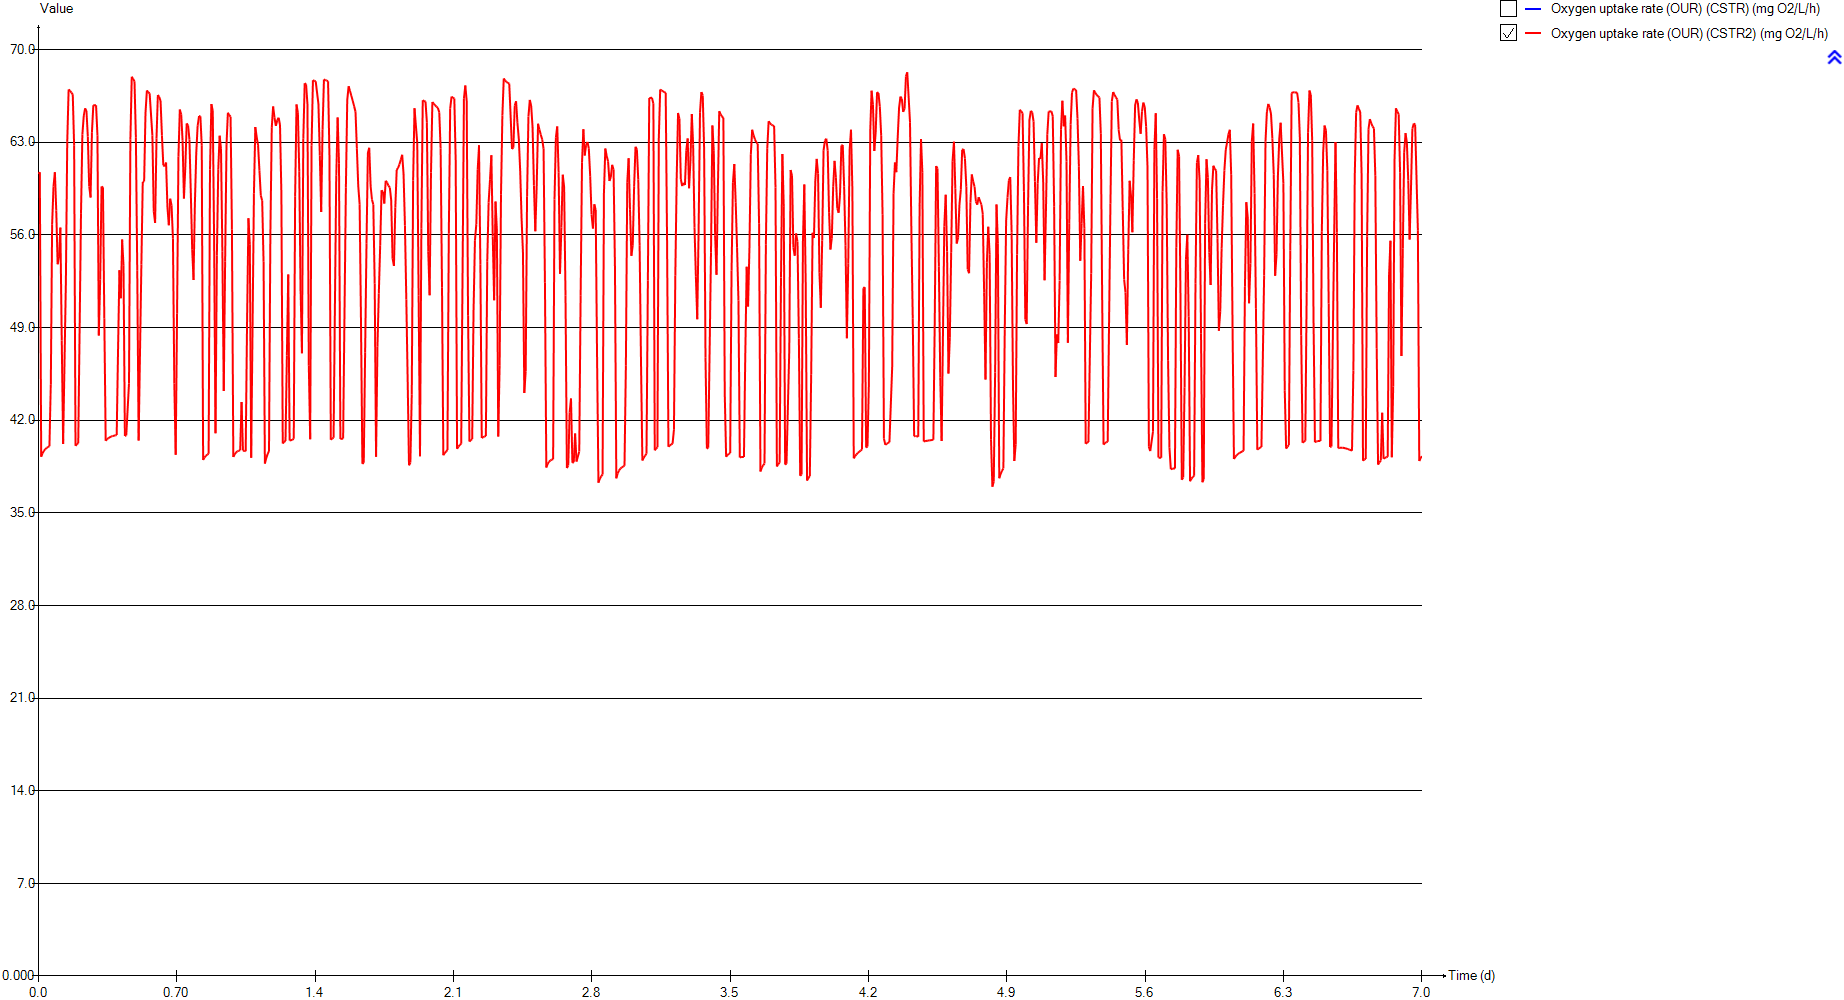 Value
Oxygen uptake rate (OUR) (CSTR) (mg O2/L/h)
Oxygen uptake rate (OUR) (CSTR2) (mg O2/L/h)
70.0
63.0
56.0
49.0
42.0
35.0
28.0
21.0
14.0
7.0
0.000
Time (d)
0.0 0.70 1.4 2.1 2.8 3.5 4.2 4.9 5.6 6.3 7.0